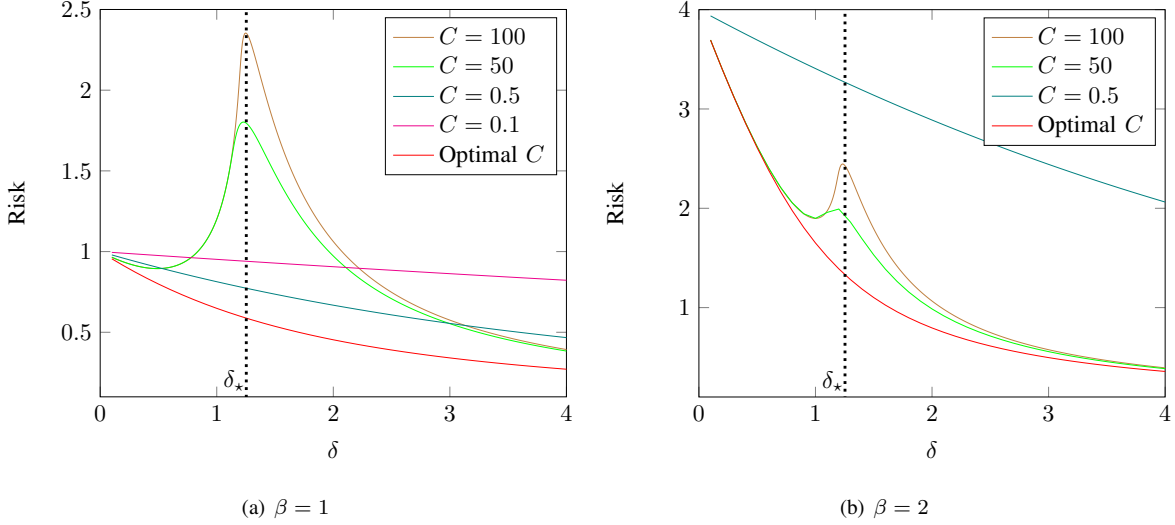 2.5
2
1.5
1
0.5
Risk
0
1
2
3
4
δ
δ⋆
C = 100
C = 50
C = 0.5
C = 0.1
Optimal C
(a) β = 1
4
3
2
1
Risk
0
1
2
3
4
δ
δ⋆
C = 100
C = 50
C = 0.5
Optimal C
(b) β = 2